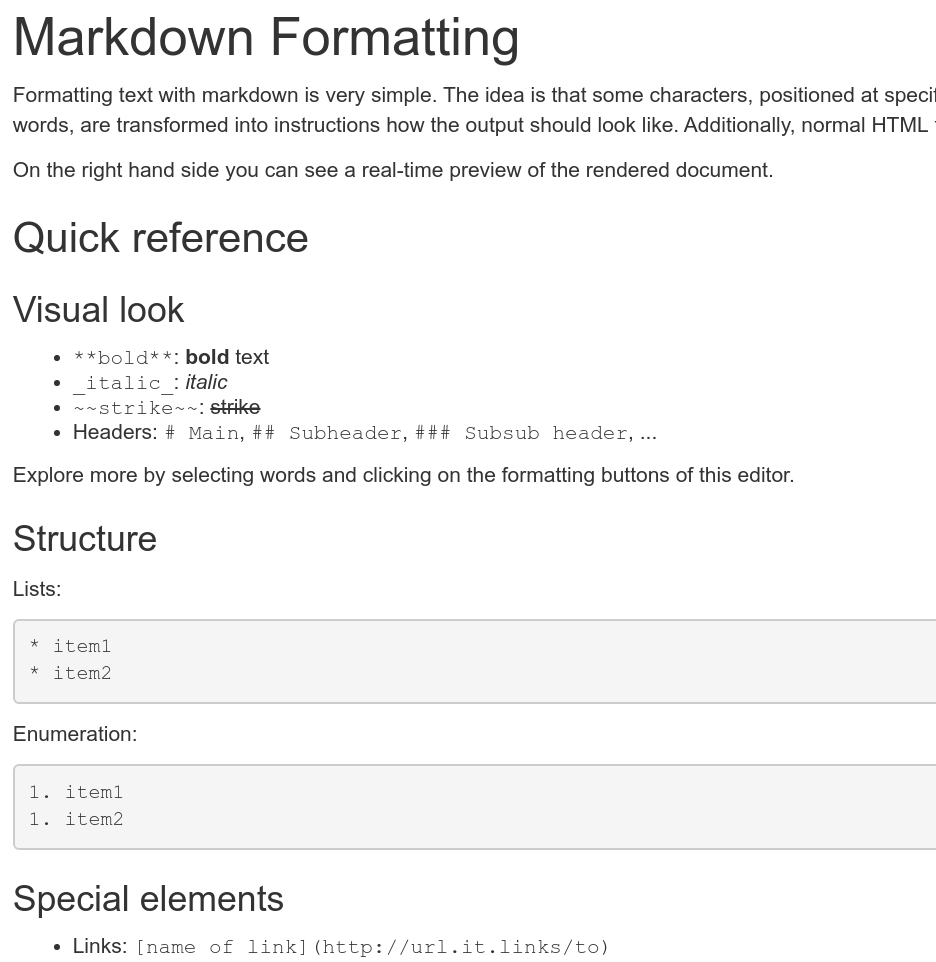 Markdown Formatting
Formatting text with markdown is very simple. The idea is that some characters, positioned at
words, are transformed into instructions how the output should look like. Additionally, normal HTML
On the right hand side you can see a real-time preview of the rendered document.
Quick reference
Visual look
• **bold**: bold text
• _italic_: italic
• ~~strike~~: strike
• Headers: # Main, ## Subheader, ### Subsub header, ...
Explore more by selecting words and clicking on the formatting buttons of this editor.
Structure
Lists:
* item1
* item2
Enumeration:
1. item1
1. item2
Special elements
• Links: [name of link](http://url.it.links/to)